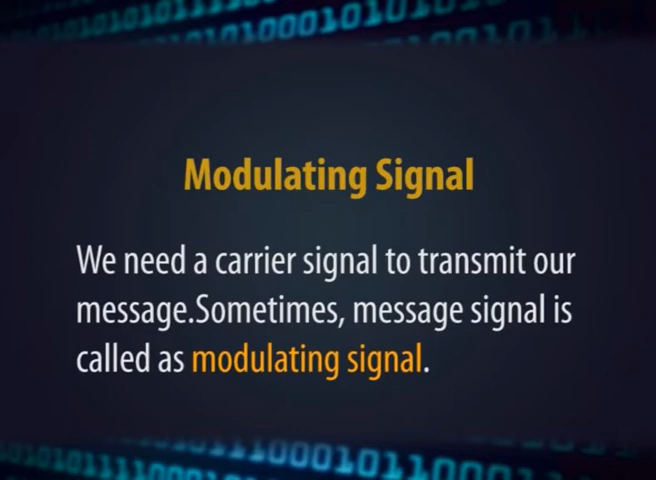 Modulating Signal
We need a carrier signal to transmit our
message.Sometimes, message signal is
called as modulating signal.